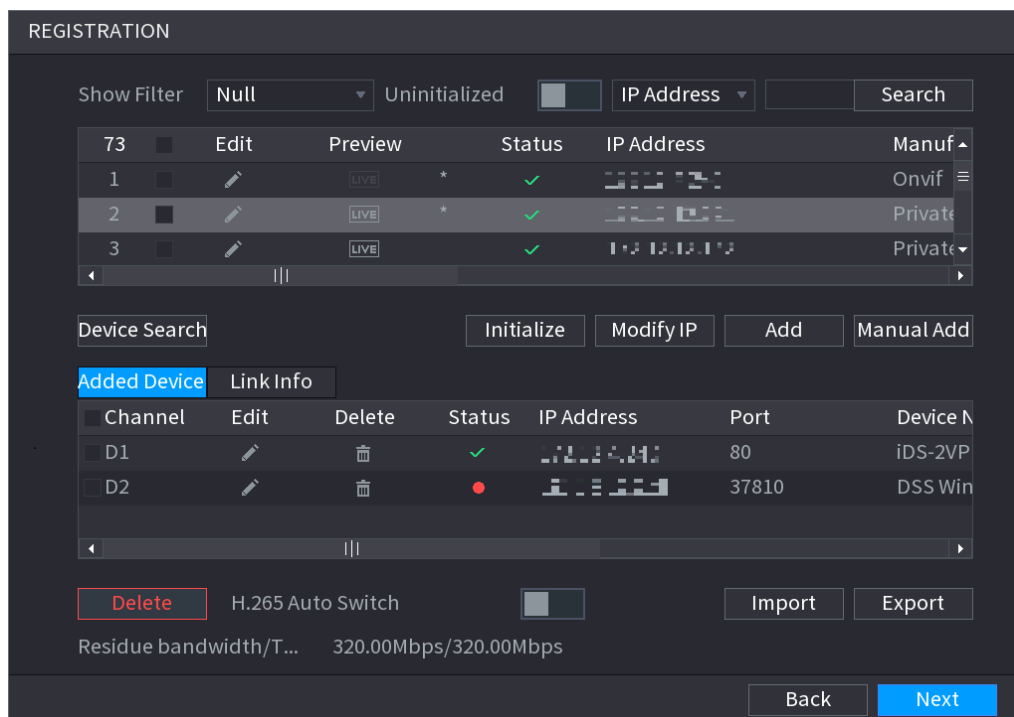 REGISTRATION
Show Filter Null Uninitialized IP Address Search
73 Edit Preview Status IP Address Manuf
1 LIVE * Onvif
2 LIVE * Private
3 LIVE Private
Device Search Initialize Modify IP Add Manual Add
Added Device Link Info
Channel Edit Delete Status IP Address Port Device N
D1 80 iDS-2VP
D2 37810 DSS Win
Delete H.265 Auto Switch Import Export
Residue bandwidth/T... 320.00Mbps/320.00Mbps
Back Next